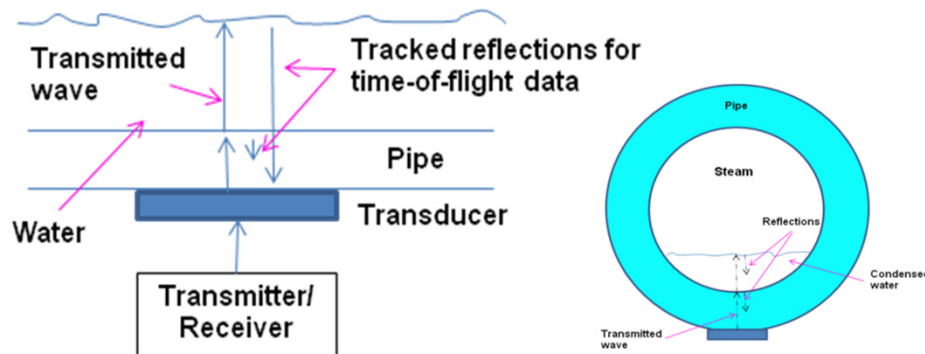 Transmitted
wave
Tracked reflections for
time-of-flight data
Pipe
Water
Transducer
Transmitter/
Receiver
Pipe
Steam
Reflections
Condensed
water
Transmitted
wave